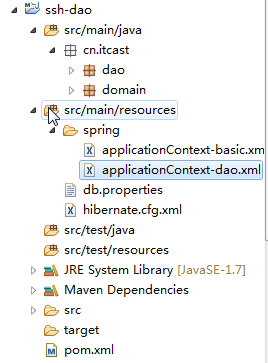 ssh-dao
src/main/java
cn.itcast
dao
domain
src/main/resources
spring
applicationContext-basic.xm
applicationContext-dao.xml
db.properties
hibernate.cfg.xml
src/test/java
src/test/resources
JRE System Library [JavaSE-1.7]
Maven Dependencies
src
target
pom.xml